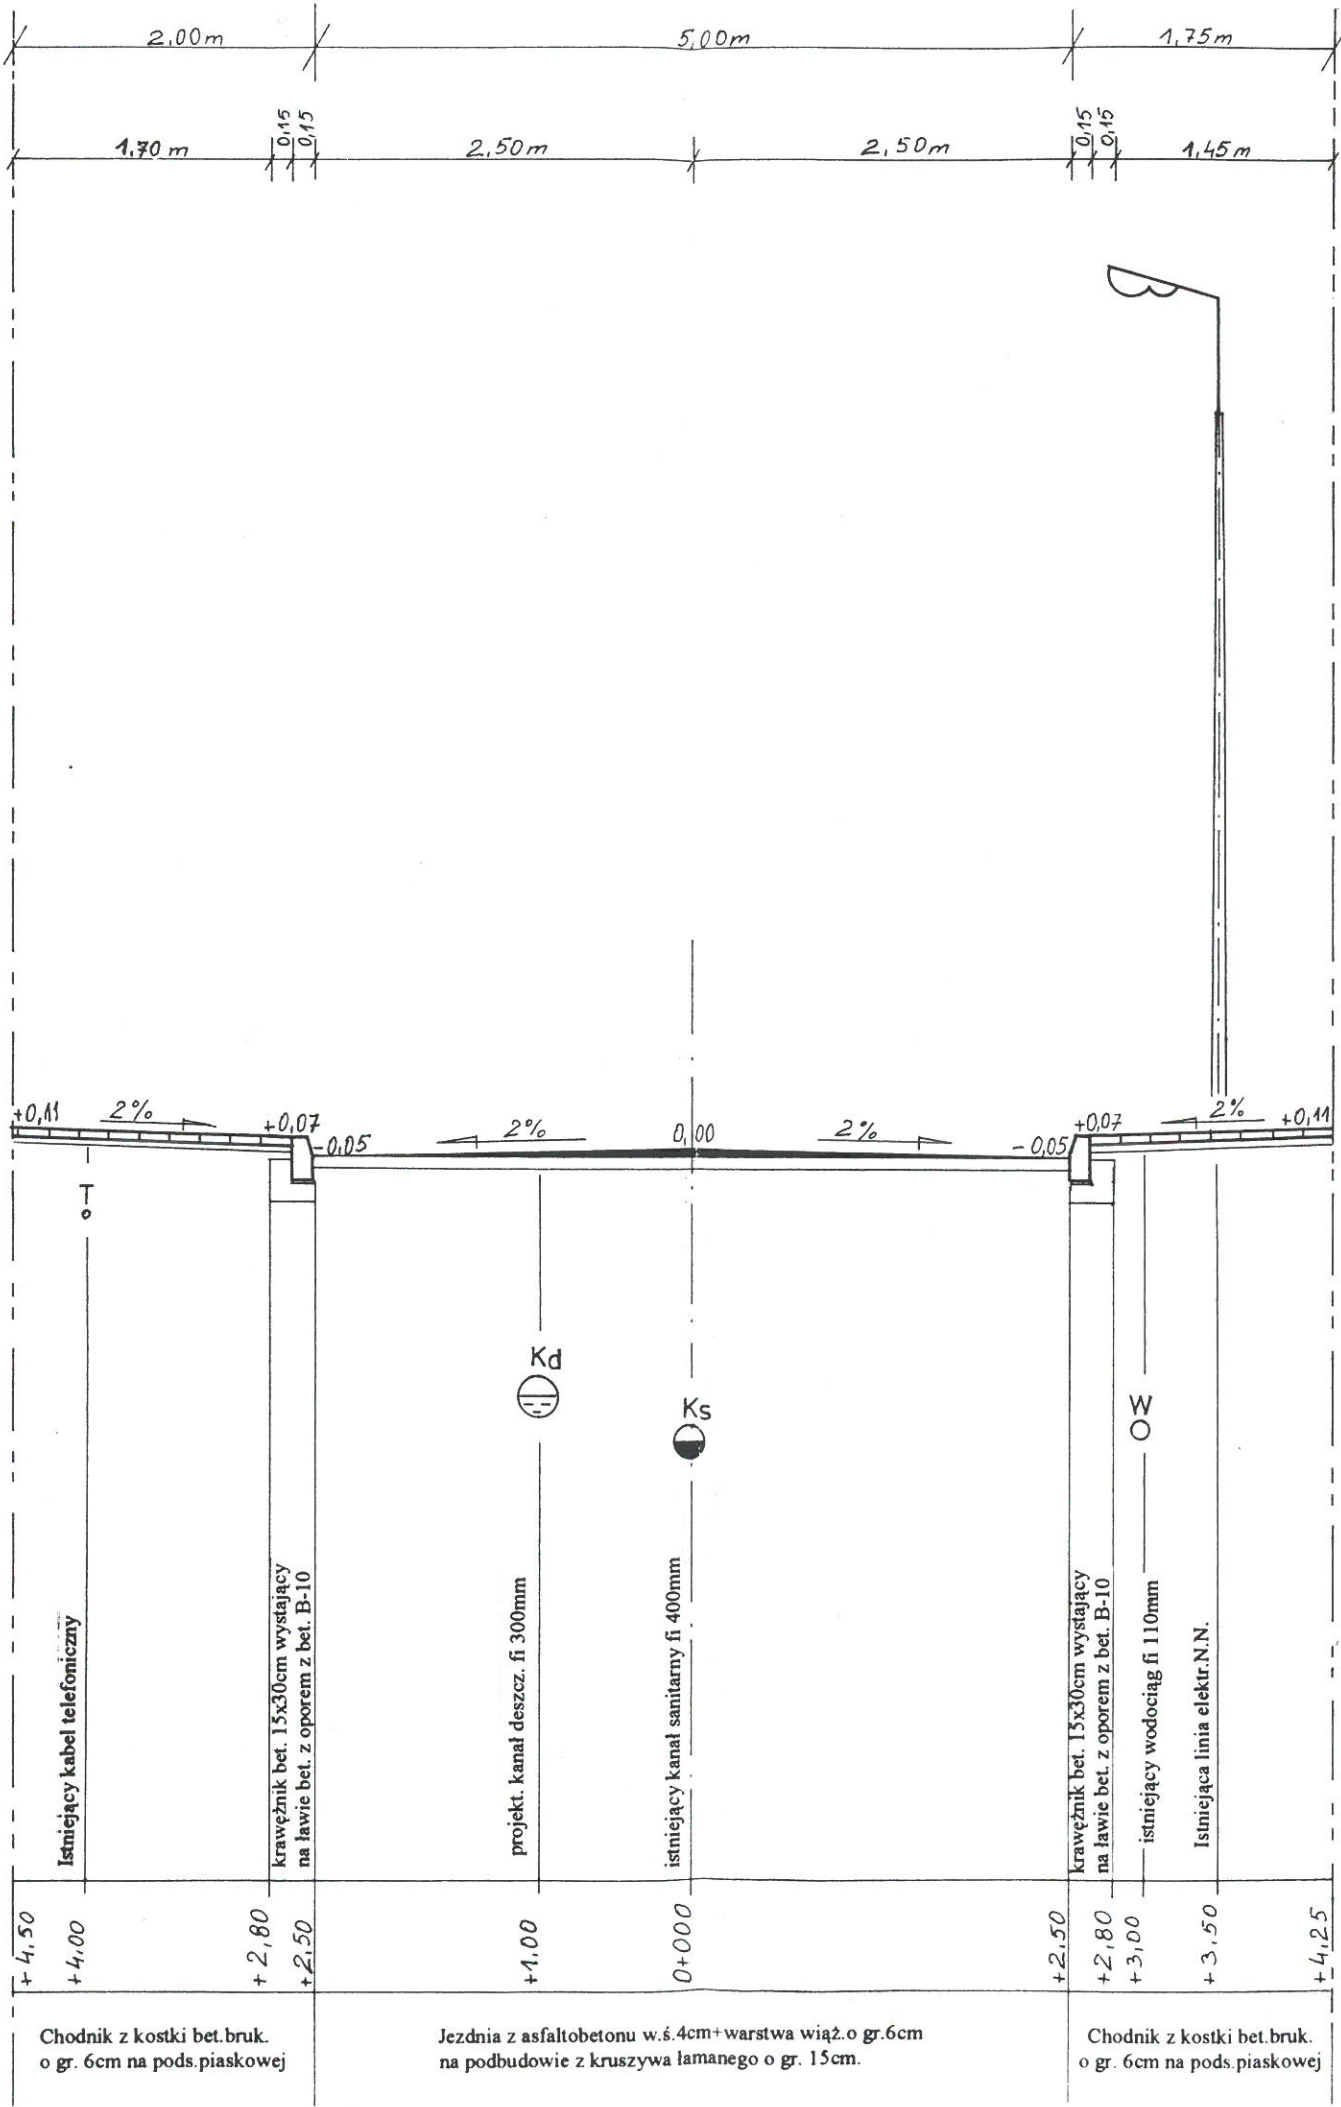 2,00m 5,00m 1,75m
1,70m 0,15 0,15 2,50m 2,50m 0,15 0,15 1,45m
+0,11 2% +0,07 -0,05 2% 0,00 2% -0,05 +0,07 2% +0,11
T
Kd
Ks
W
Istniejący kabel telefoniczny
krawężnik bet. 15x30cm wystający
na ławie bet. z oporem z bet. B-10
projekt. kanał deszcz. fi 300mm
istniejący kanał sanitarny fi 400mm
krawężnik bet. 15x30cm wystający
na ławie bet. z oporem z bet. B-10
istniejący wodociąg fi 110mm
Istniejąca linia elektr.N.N.
+4,50 +4,00 +2,80 +2,50 +1,00 0+000 +2,50 +2,80 +3,00 +3,50 +4,25
Chodnik z kostki bet.bruk.
o gr. 6cm na pods.piaskowej
Jezdnia z asfaltobetonu w.ś.4cm+warstwa wiąż.o gr.6cm
na podbudowie z kruszywa łamanego o gr. 15cm.
Chodnik z kostki bet.bruk.
o gr. 6cm na pods.piaskowej